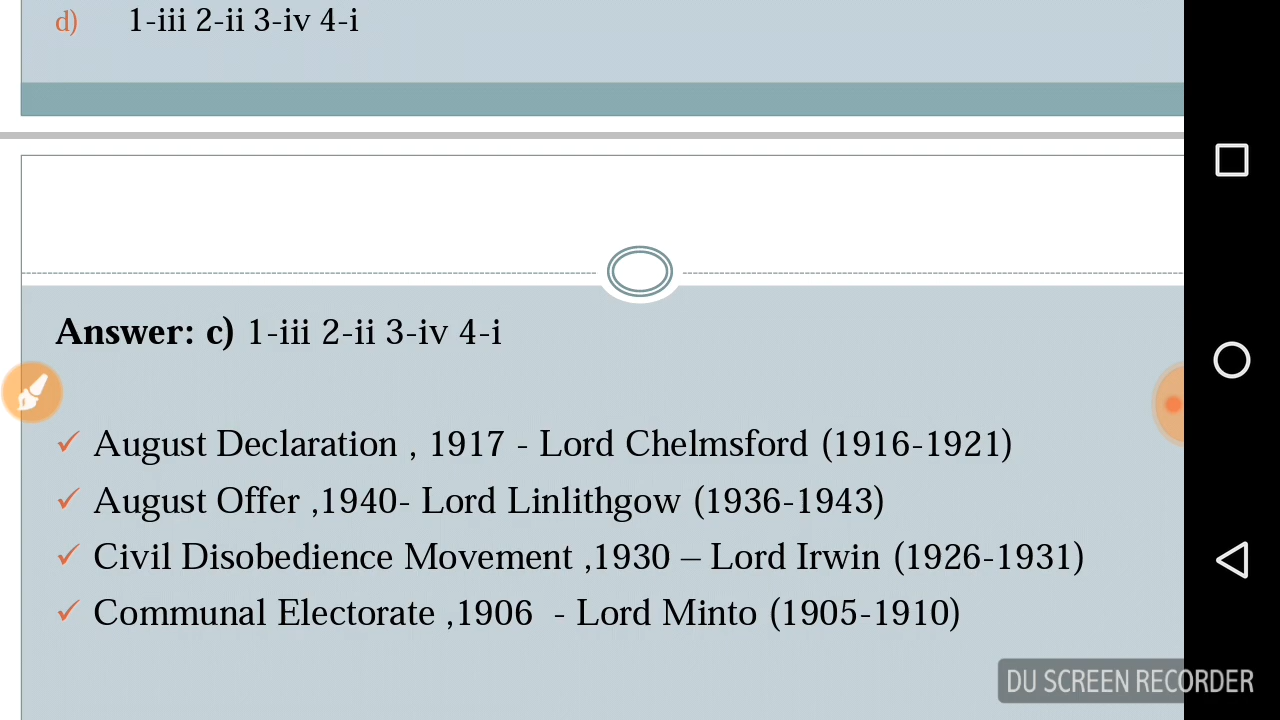 d) 1-iii 2-ii 3-iv 4-i
Answer: c) 1-iii 2-ii 3-iv 4-i
August Declaration , 1917 - Lord Chelmsford (1916-1921)
August Offer ,1940- Lord Linlithgow (1936-1943)
Civil Disobedience Movement ,1930 – Lord Irwin (1926-1931)
Communal Electorate ,1906 - Lord Minto (1905-1910)
DU SCREEN RECORDER